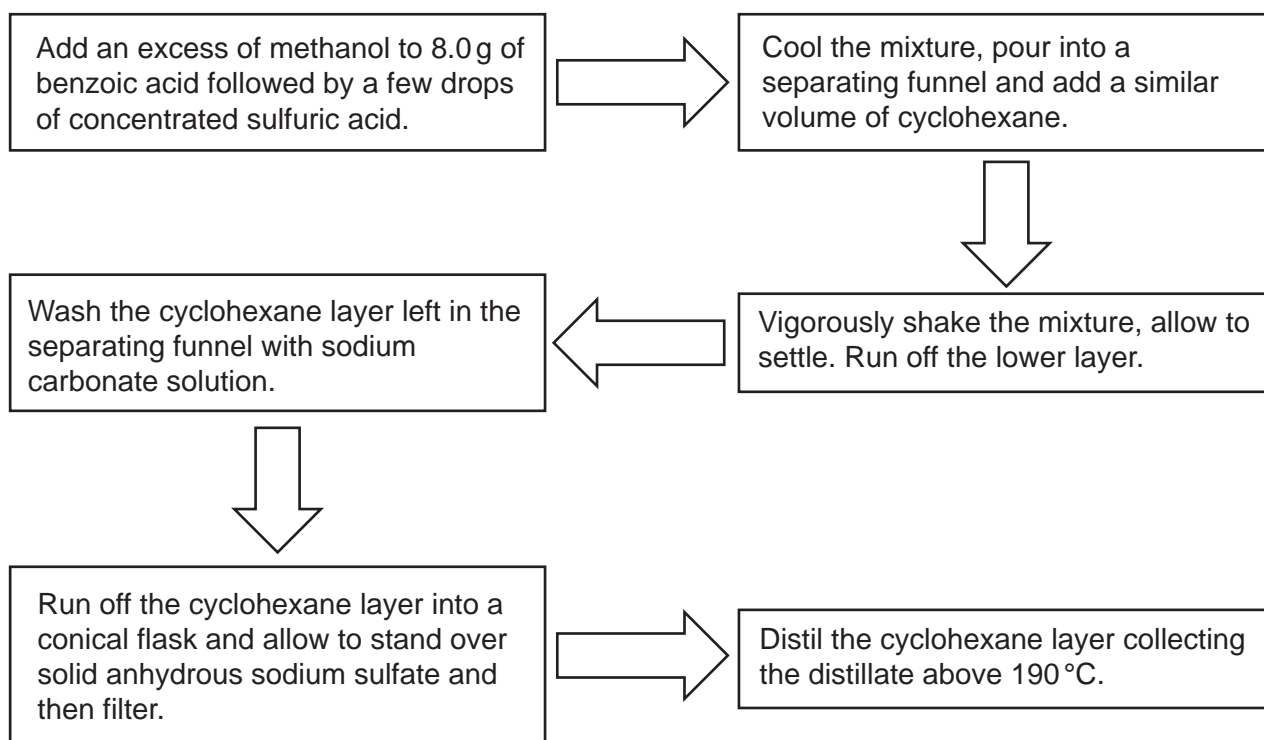 Add an excess of methanol to 8.0 g of
benzoic acid followed by a few drops
of concentrated sulfuric acid.
Cool the mixture, pour into a
separating funnel and add a similar
volume of cyclohexane.
Vigorously shake the mixture, allow to
settle. Run off the lower layer.
Wash the cyclohexane layer left in the
separating funnel with sodium
carbonate solution.
Run off the cyclohexane layer into a
conical flask and allow to stand over
solid anhydrous sodium sulfate and
then filter.
Distil the cyclohexane layer collecting
the distillate above 190 °C.